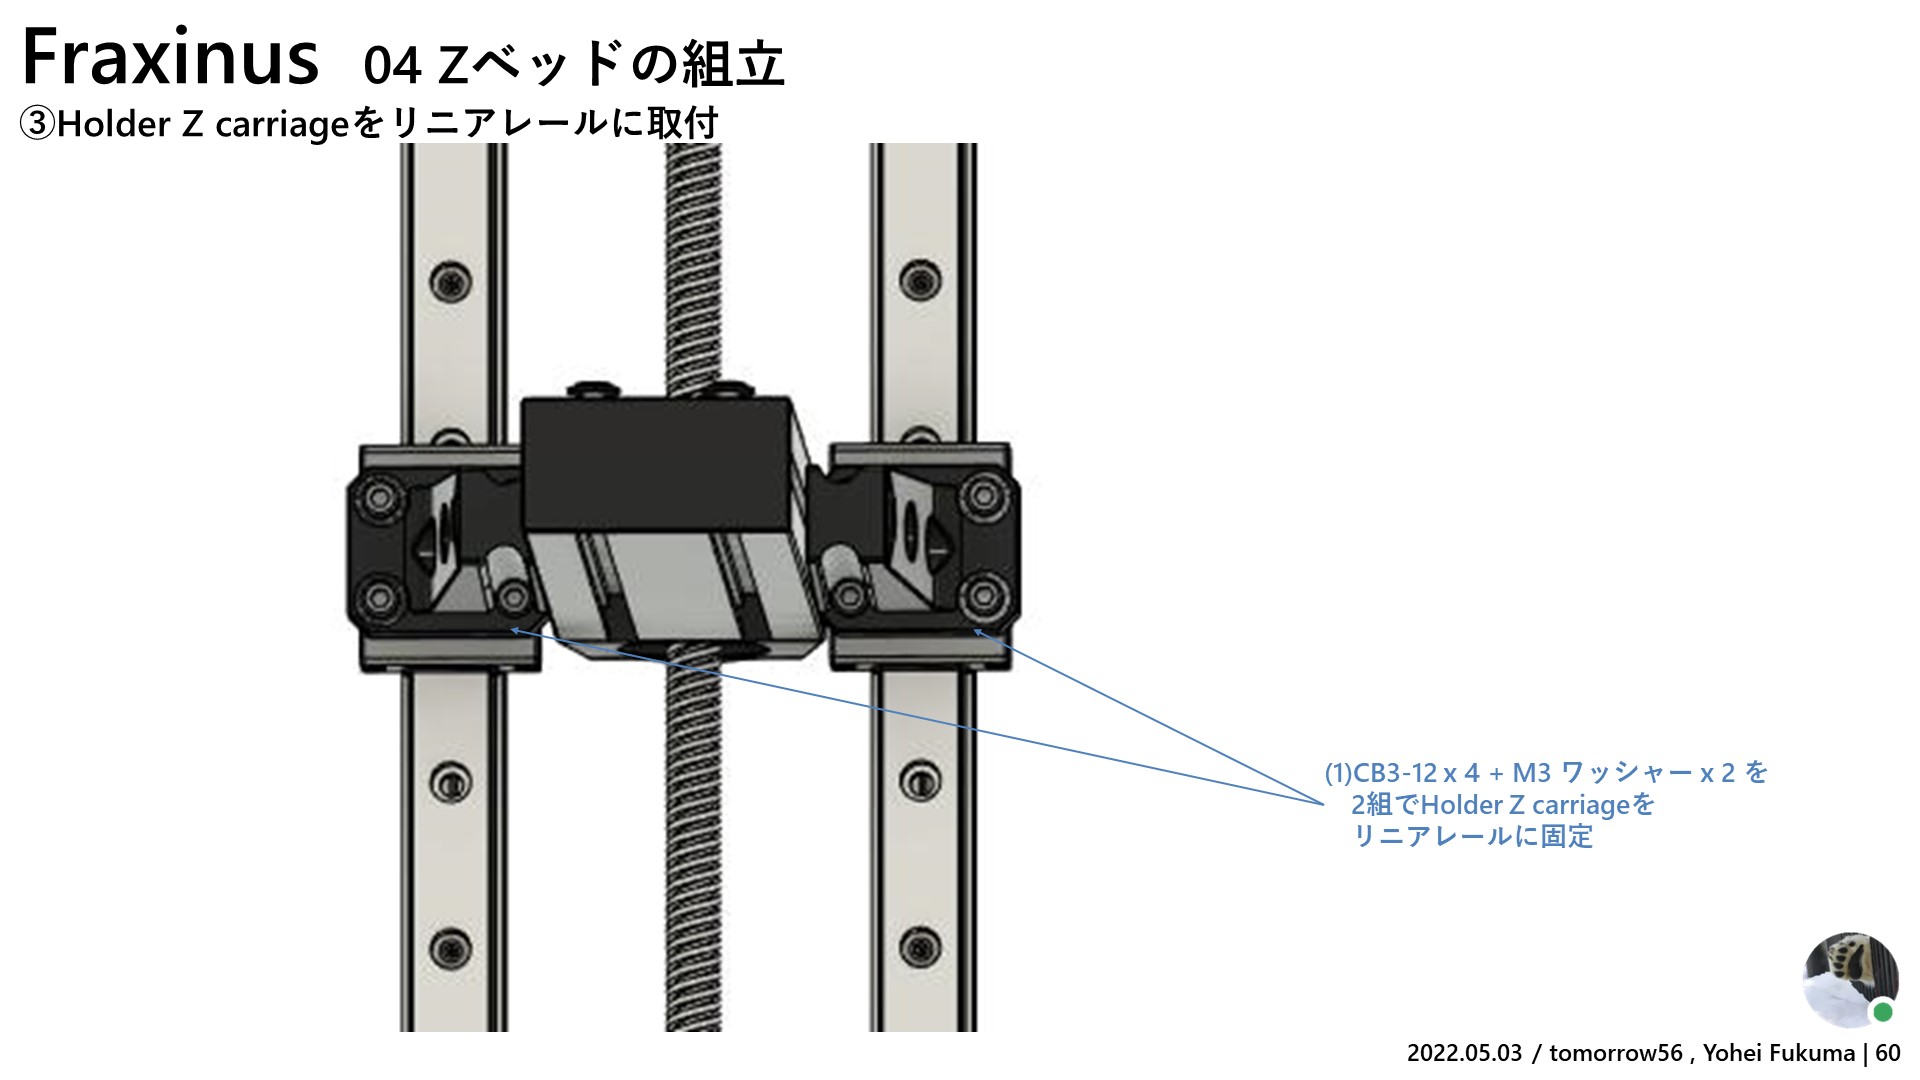 Fraxinus 04 Zベッドの組立
③Holder Z carriageをリニアレールに取付
(1)CB3-12 x 4 + M3 ワッシャー x 2 を
2組でHolder Z carriageを
リニアレールに固定
2022.05.03 / tomorrow56 , Yohei Fukuma | 60